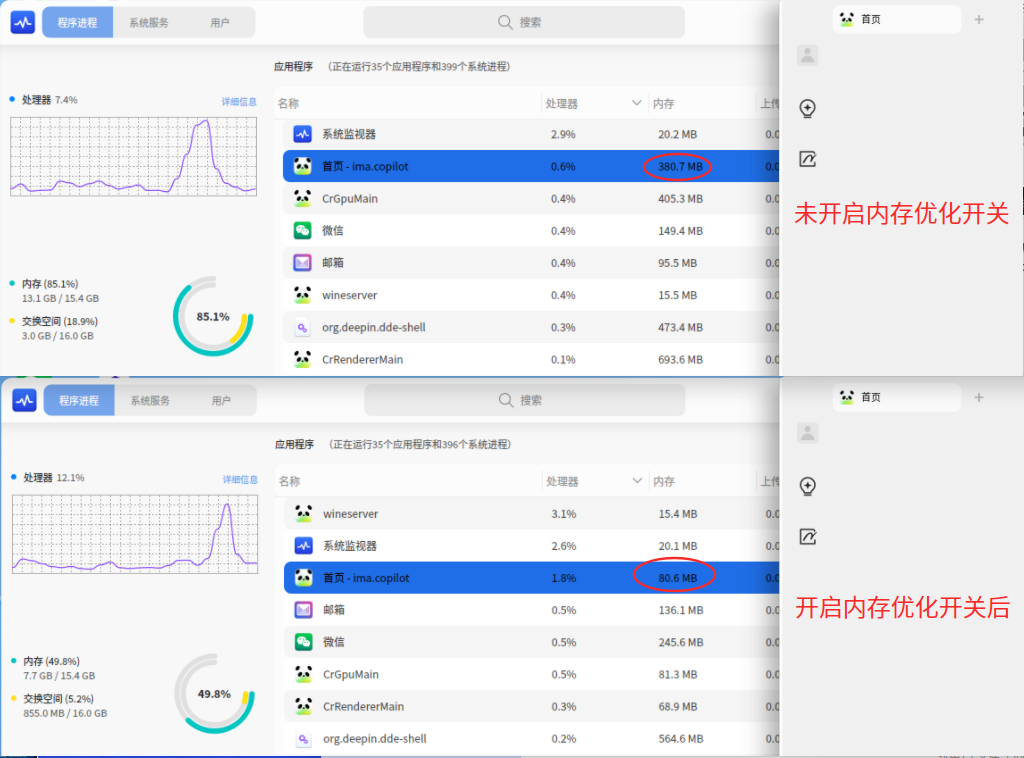 程序进程 系统服务 用户 搜索 首页
应用程序 （正在运行35个应用程序和399个系统进程）
处理器 7.4% 详细信息
名称 处理器 内存 上传
系统监视器 2.9% 20.2 MB 0.0
首页 - ima.copilot 0.6% 380.7 MB 0.0
CrGpuMain 0.4% 405.3 MB 0.0
微信 0.4% 149.4 MB 0.0
邮箱 0.4% 95.5 MB 0.0
wineserver 0.4% 15.5 MB 0.0
org.deepin.dde-shell 0.3% 473.4 MB 0.0
CrRendererMain 0.1% 693.6 MB 0.0
内存 (85.1%)
13.1 GB / 15.4 GB
交换空间 (18.9%)
3.0 GB / 16.0 GB
85.1%
未开启内存优化开关
程序进程 系统服务 用户 搜索 首页
应用程序 （正在运行35个应用程序和396个系统进程）
处理器 12.1% 详细信息
名称 处理器 内存 上传
wineserver 3.1% 15.4 MB 0.0
系统监视器 2.6% 20.1 MB 0.0
首页 - ima.copilot 1.8% 80.6 MB 0.0
邮箱 0.5% 136.1 MB 0.0
微信 0.5% 245.6 MB 0.0
CrGpuMain 0.5% 81.3 MB 0.0
CrRendererMain 0.3% 68.9 MB 0.0
org.deepin.dde-shell 0.2% 564.6 MB 0.0
内存 (49.8%)
7.7 GB / 15.4 GB
交换空间 (5.2%)
855.0 MB / 16.0 GB
49.8%
开启内存优化开关后